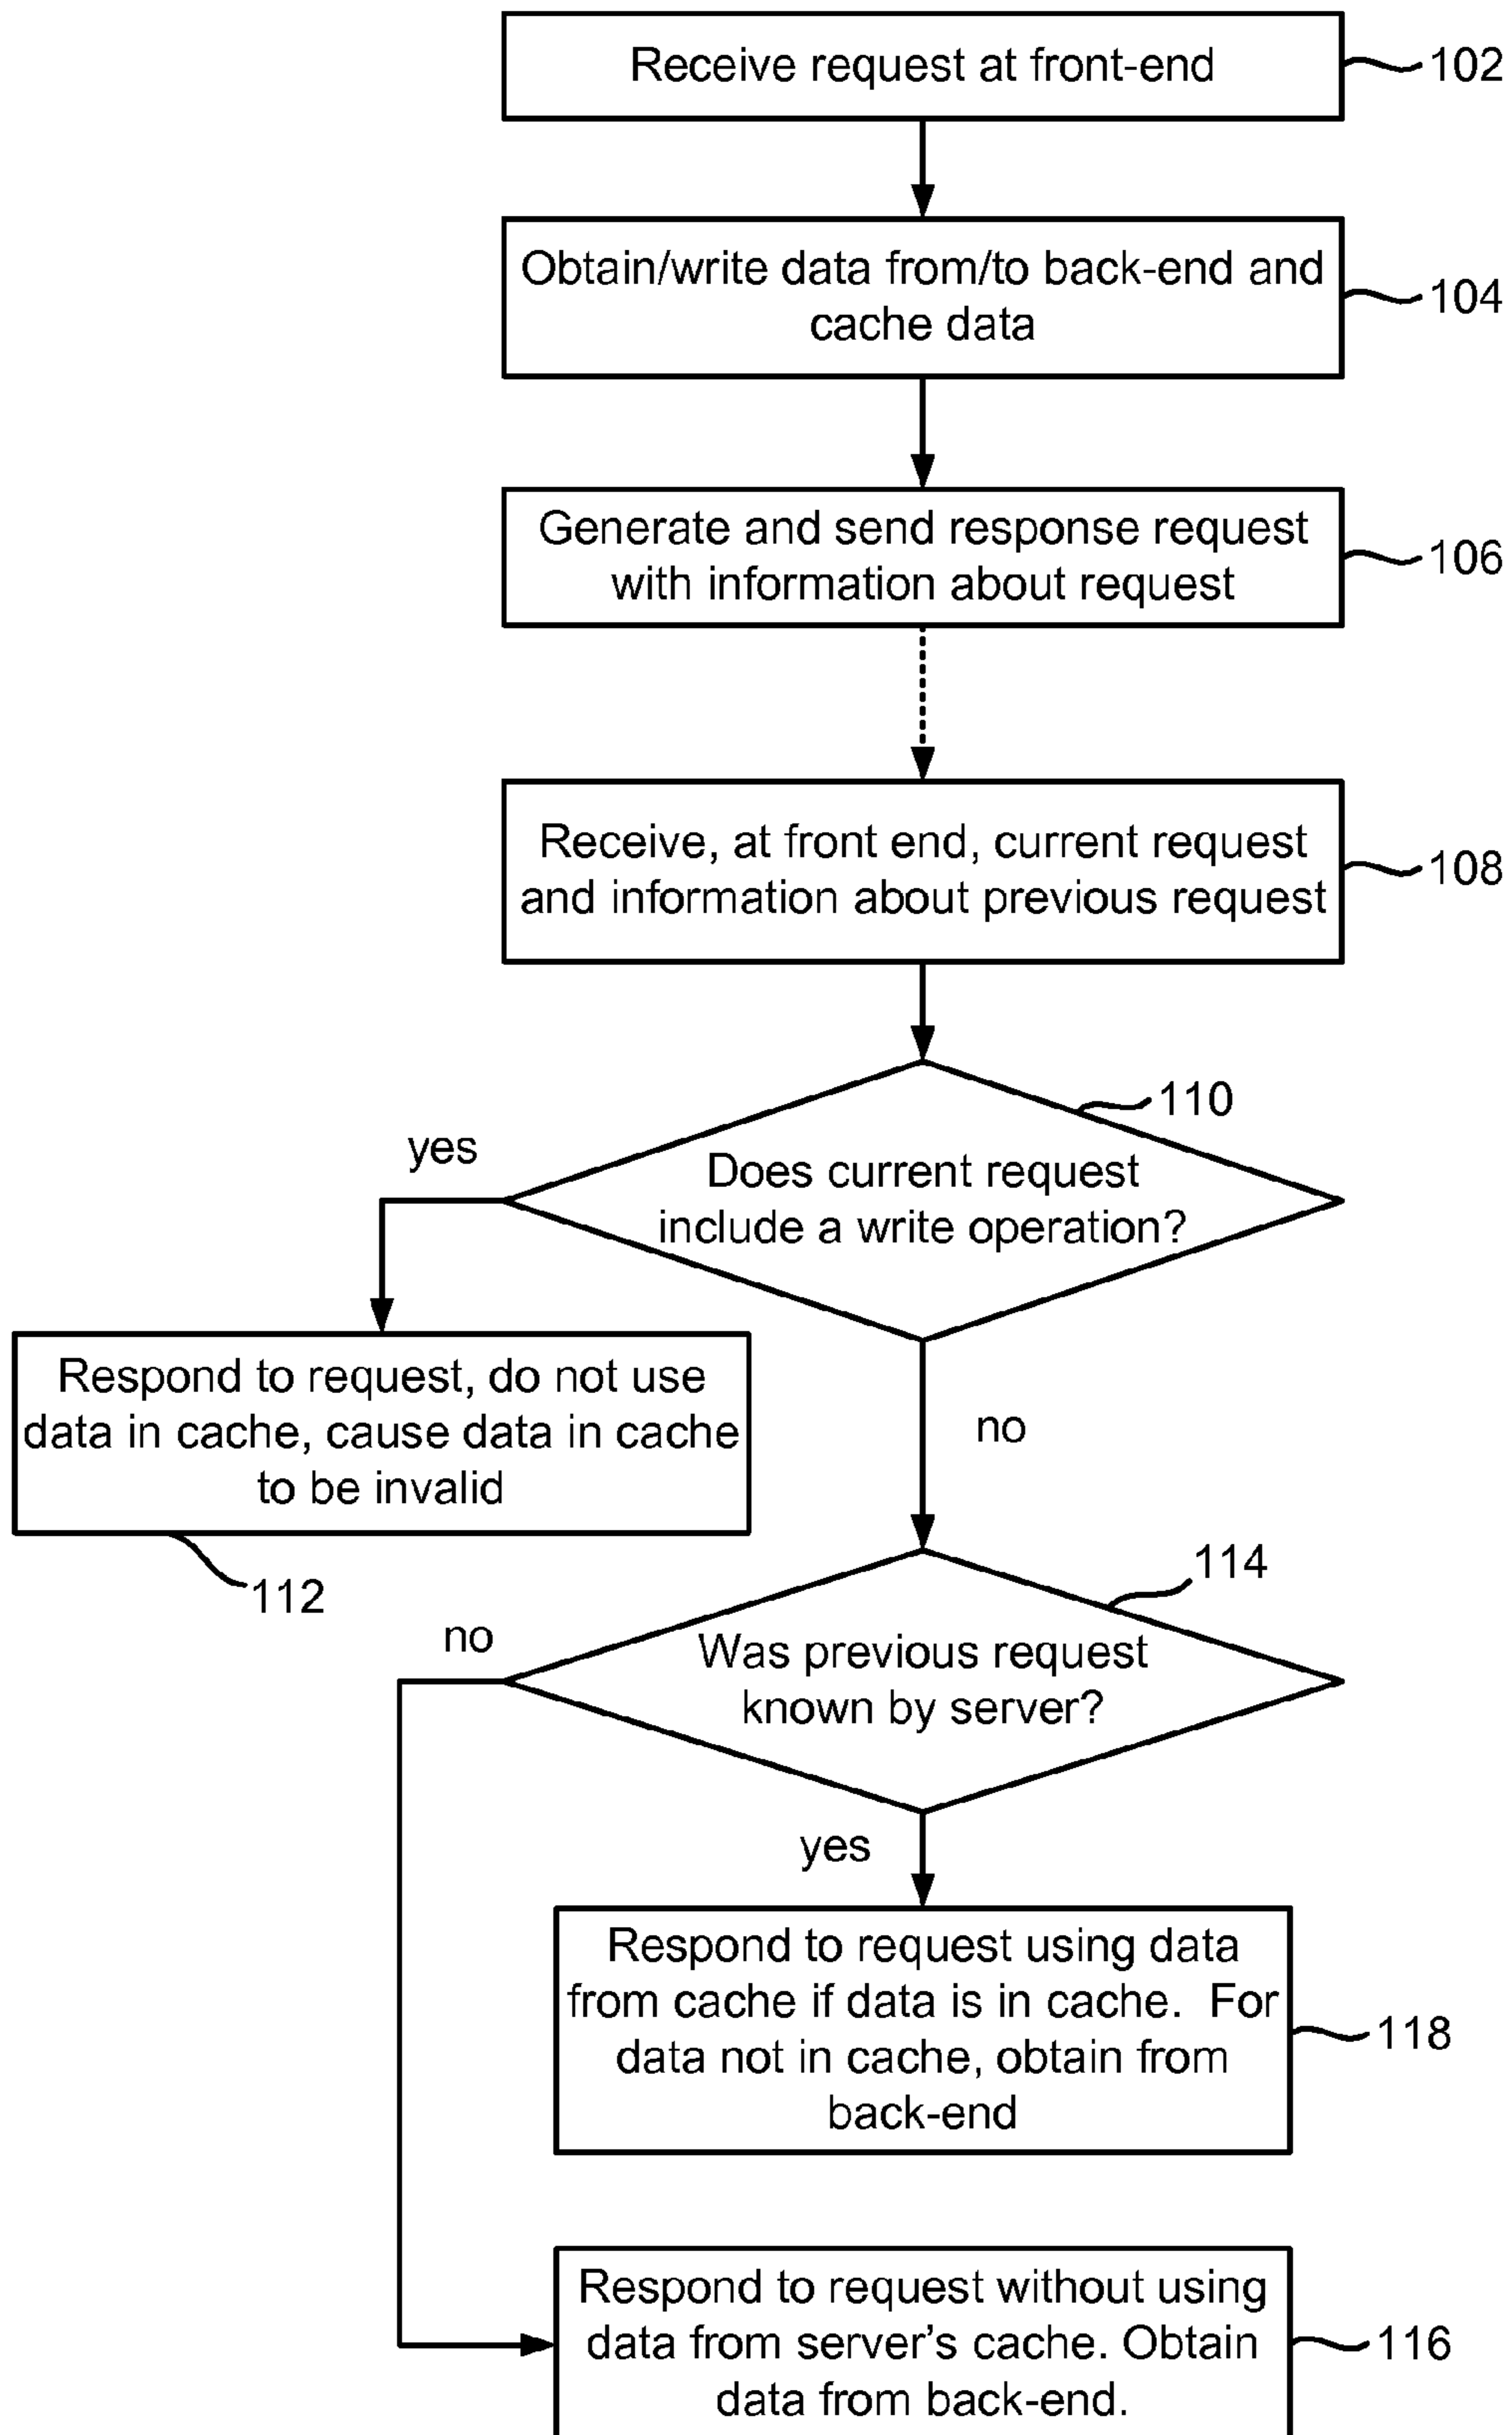 Receive request at front-end
102
Obtain/write data from/to back-end and
cache data
104
Generate and send response request
with information about request
106
Receive, at front end, current request
and information about previous request
108
110
yes
Does current request
include a write operation?
Respond to request, do not use
data in cache, cause data in cache
to be invalid
no
112
114
no
Was previous request
known by server?
yes
Respond to request using data
from cache if data is in cache.  For
data not in cache, obtain from
back-end
118
Respond to request without using
data from server's cache. Obtain
data from back-end.
116